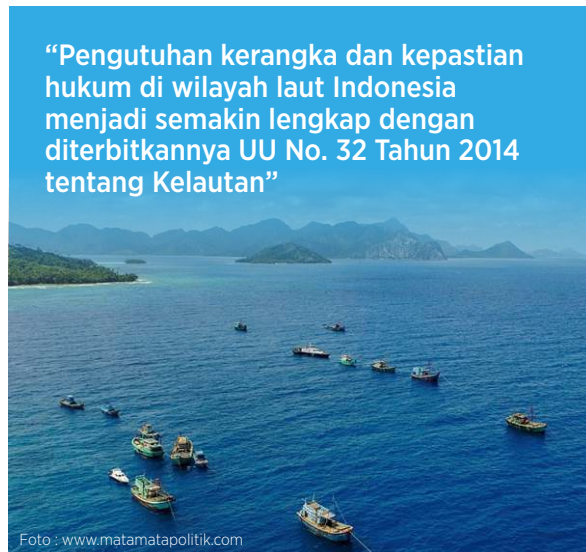 “Pengutuhan kerangka dan kepastian
hukum di wilayah laut Indonesia
menjadi semakin lengkap dengan
diterbitkannya UU No. 32 Tahun 2014
tentang Kelautan”
Foto : www.matamatapolitik.com